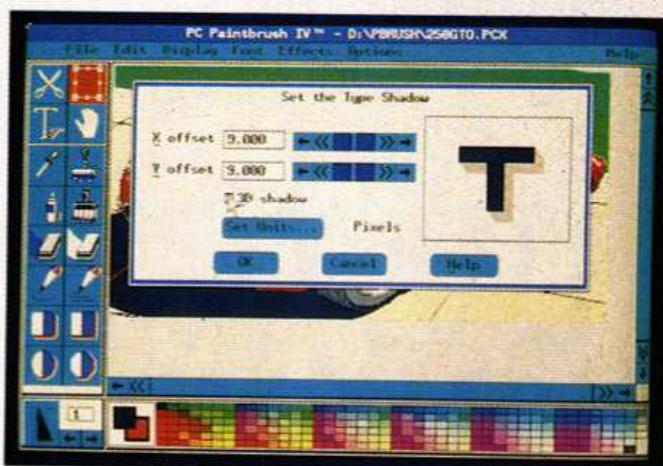 PC Paintbrush IV™ - D:\PBRUSH\250GTO.PCX
File Edit Display Font Effects Options Help
Set the Type Shadow
X offset 9.000
Y offset 9.000
3D shadow
Set Units... Pixels
T
OK Cancel Help
1